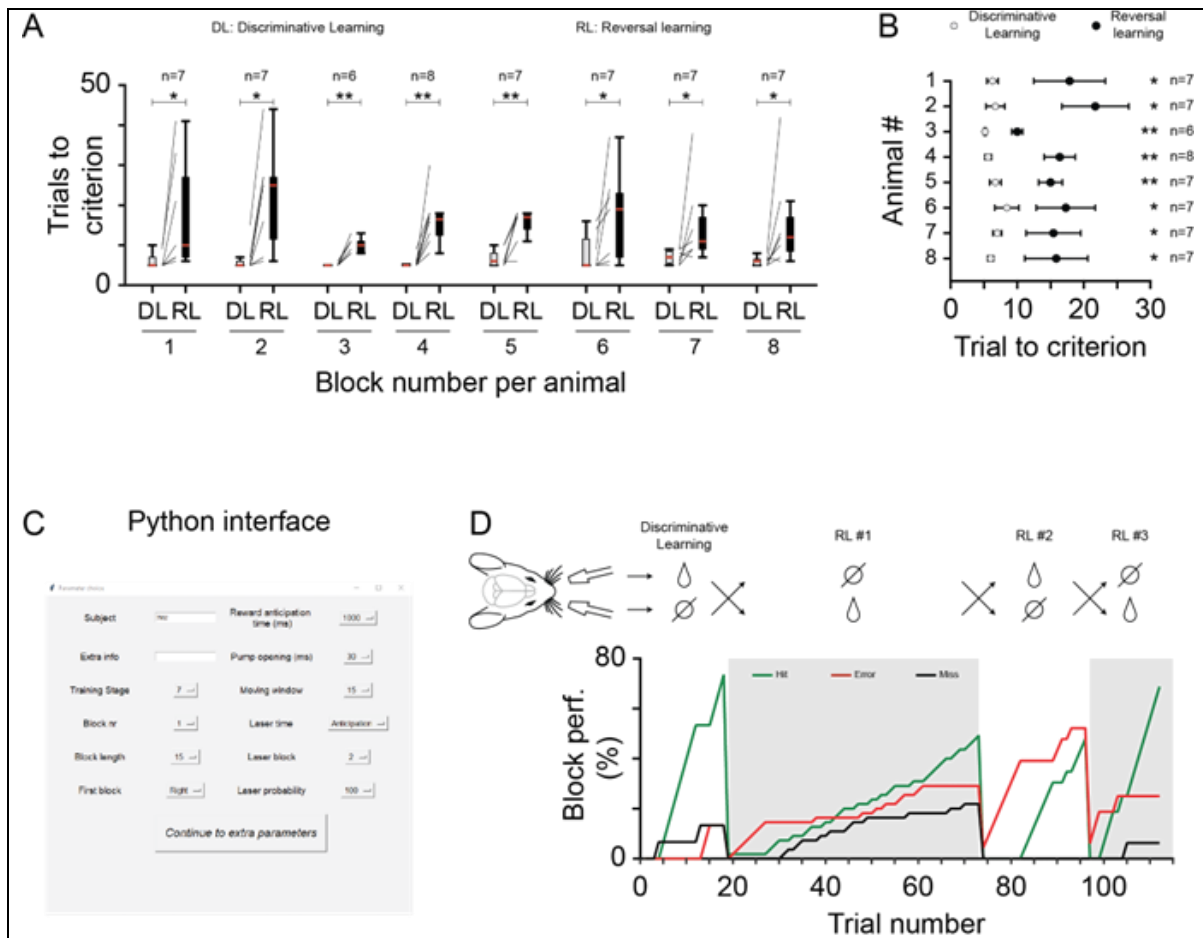 A
DL: Discriminative Learning
RL: Reversal learning
n=7 n=7 n=6 n=8 n=7 n=7 n=7 n=7
* * ** ** ** * * *
50
Trials to
criterion
0
DL RL DL RL DL RL DL RL DL RL DL RL DL RL DL RL
1 2 3 4 5 6 7 8
Block number per animal
B
Discriminative
Learning
Reversal
learning
Animal #
1 * n=7
2 * n=7
3 ** n=6
4 ** n=8
5 ** n=7
6 * n=7
7 * n=7
8 * n=7
0 10 20 30
Trial to criterion
C
Python interface
Parameter choice
Subject
Reward anticipation
time (ms)
1000
Extra info
Pump opening (ms)
30
Training Stage
7
Moving window
15
Block nr
1
Laser time
Anticipation
Block length
15
Laser block
2
First block
Right
Laser probability
100
Continue to extra parameters
D
Discriminative
Learning
RL #1
RL #2
RL #3
80
Hit
Error
Miss
Block perf.
(%)
0
0 20 40 60 80 100
Trial number